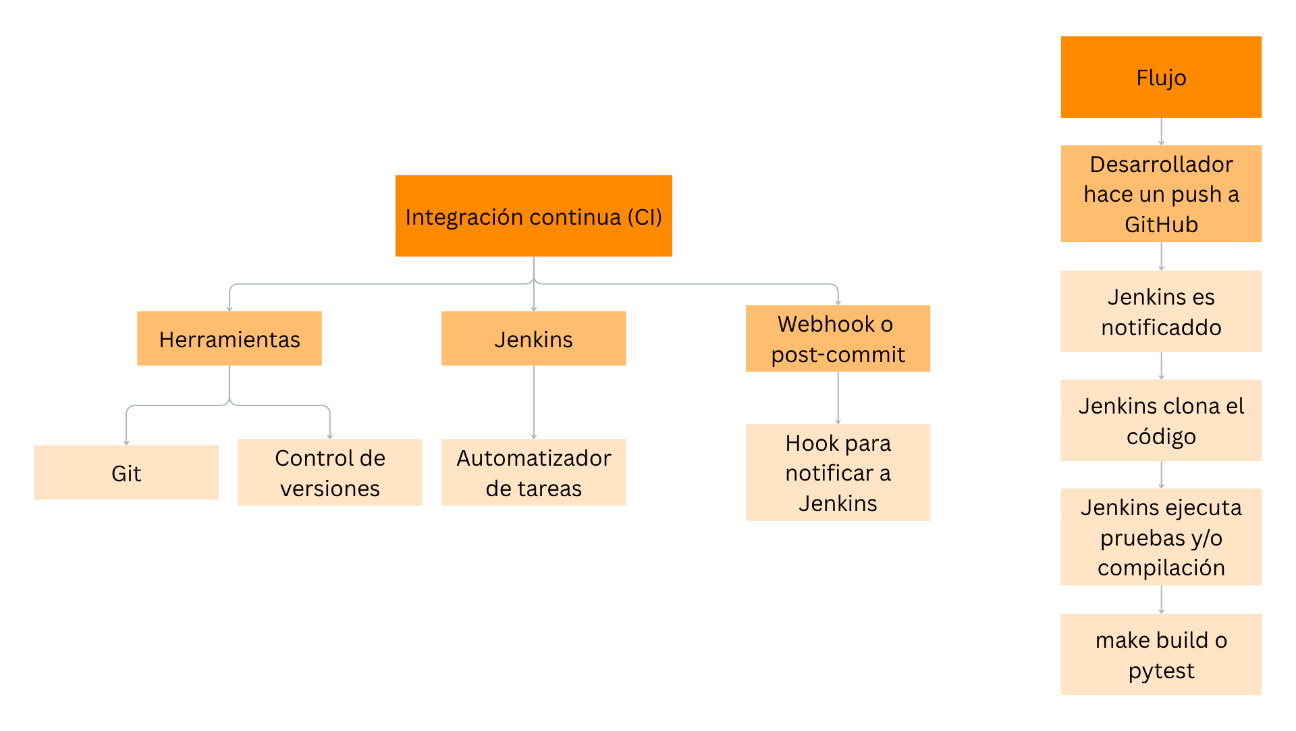 Integración continua (CI)
Herramientas
Jenkins
Webhook o
post-commit
Git
Control de
versiones
Automatizador
de tareas
Hook para
notificar a
Jenkins
Flujo
Desarrollador
hace un push a
GitHub
Jenkins es
notificaddo
Jenkins clona el
código
Jenkins ejecuta
pruebas y/o
compilación
make build o
pytest